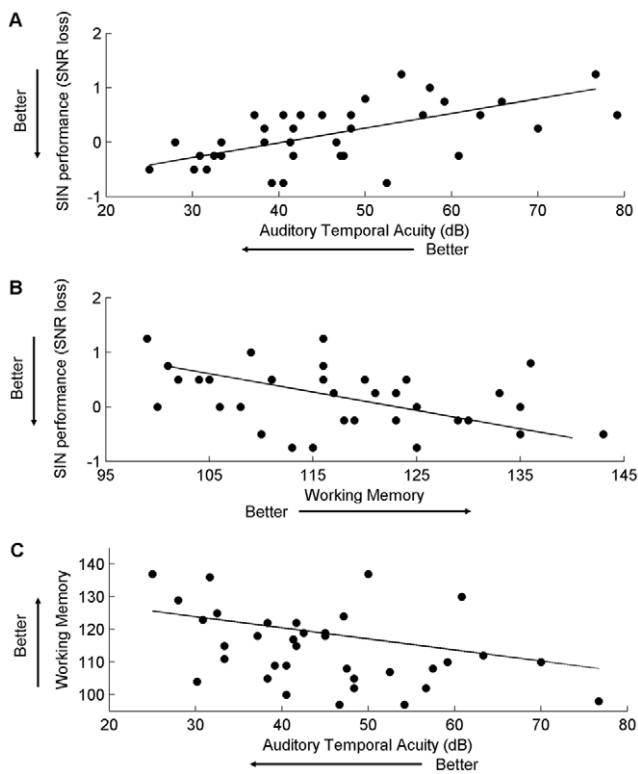 A
SIN performance (SNR loss)
Better
2
1
0
-1
20 30 40 50 60 70 80
Auditory Temporal Acuity (dB)
Better
B
SIN performance (SNR loss)
Better
2
1
0
-1
95 105 115 125 135 145
Working Memory
Better
C
Working Memory
Better
140
130
120
110
100
20 30 40 50 60 70 80
Auditory Temporal Acuity (dB)
Better